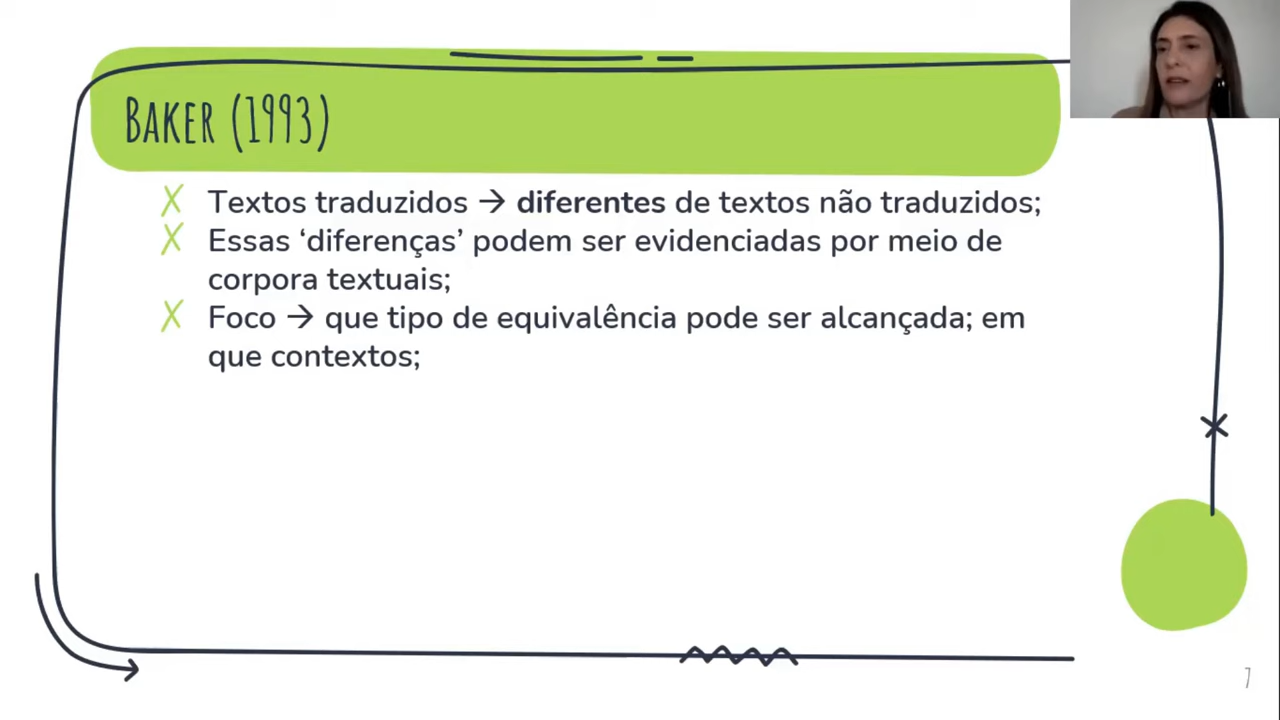 Baker (1993)
Textos traduzidos → diferentes de textos não traduzidos;
Essas ‘diferenças’ podem ser evidenciadas por meio de
corpora textuais;
Foco → que tipo de equivalência pode ser alcançada; em
que contextos;
7